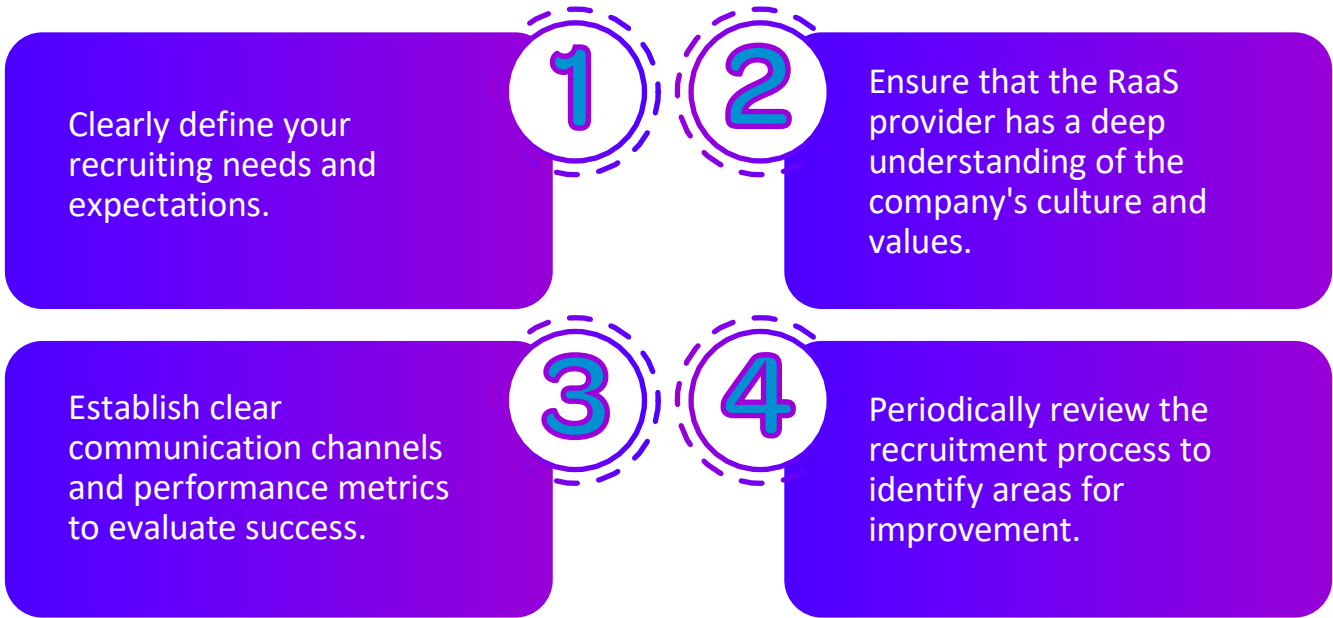 1
Clearly define your
recruiting needs and
expectations.
2
Ensure that the RaaS
provider has a deep
understanding of the
company's culture and
values.
3
Establish clear
communication channels
and performance metrics
to evaluate success.
4
Periodically review the
recruitment process to
identify areas for
improvement.